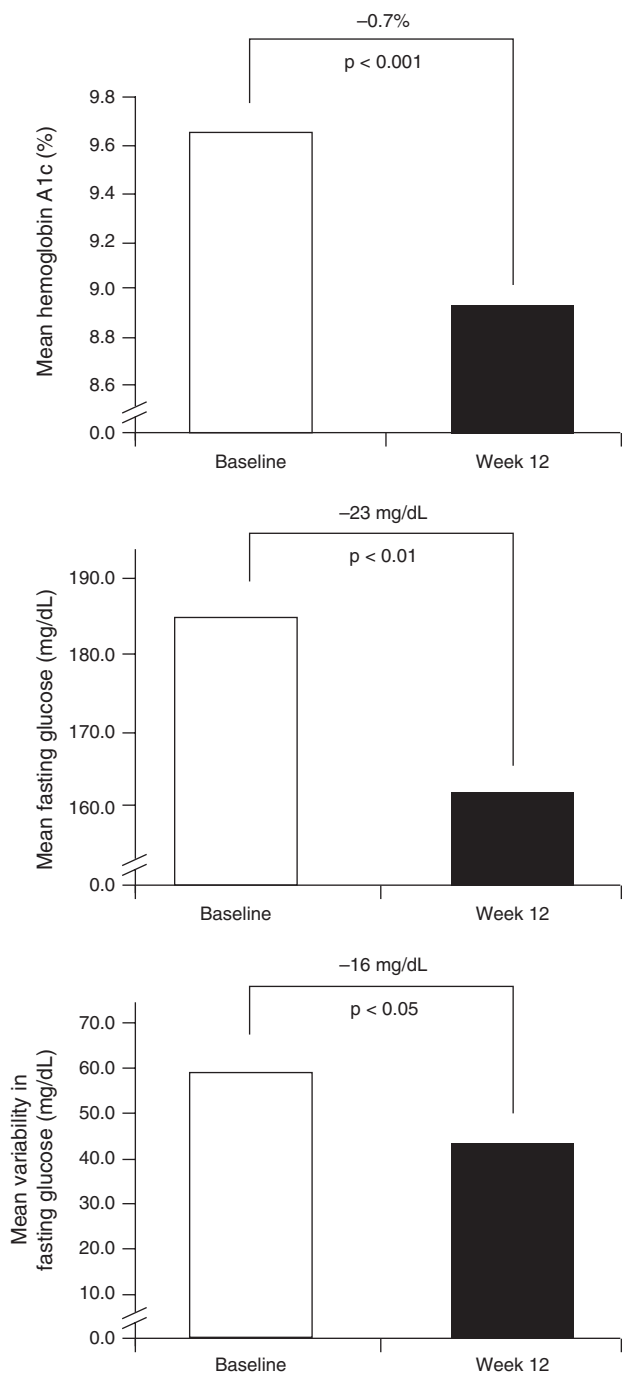 –0.7%
p < 0.001
Mean hemoglobin A1c (%)
9.8
9.6
9.4
9.2
9.0
8.8
8.6
0.0
Baseline
Week 12
–23 mg/dL
p < 0.01
Mean fasting glucose (mg/dL)
190.0
180.0
170.0
160.0
0.0
Baseline
Week 12
–16 mg/dL
p < 0.05
Mean variability in
fasting glucose (mg/dL)
70.0
60.0
50.0
40.0
30.0
20.0
10.0
0.0
Baseline
Week 12